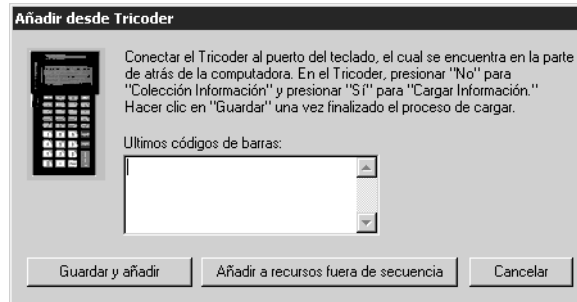 Añadir desde Tricoder
Conectar el Tricoder al puerto del teclado, el cual se encuentra en la parte
de atrás de la computadora. En el Tricoder, presionar "No" para
"Colección Información" y presionar "Sí" para "Cargar Información."
Hacer clic en "Guardar" una vez finalizado el proceso de cargar.
Ultimos códigos de barras:
Guardar y añadir
Añadir a recursos fuera de secuencia
Cancelar